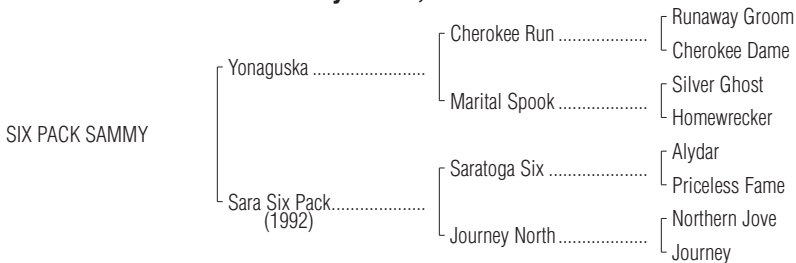 Runaway Groom
Cherokee Run ....................
Cherokee Dame
Yonaguska .........................
Silver Ghost
Marital Spook ....................
Homewrecker
SIX PACK SAMMY
Alydar
Saratoga Six ......................
Priceless Fame
Sara Six Pack.....................
(1992)
Northern Jove
Journey North....................
Journey